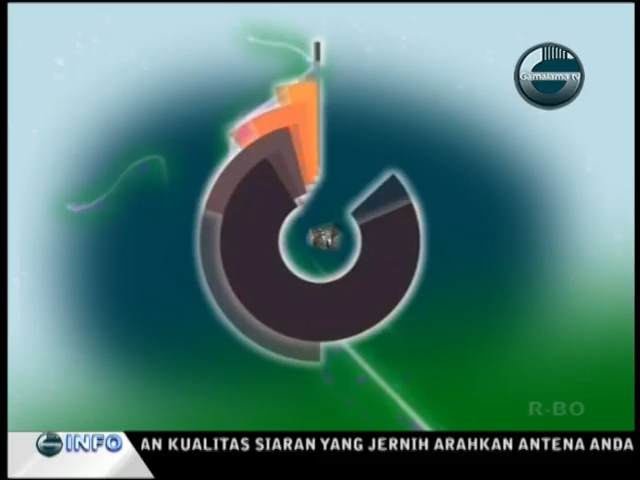 Gamalama tv
R-BO
INFO
AN KUALITAS SIARAN YANG JERNIH ARAHKAN ANTENA ANDA